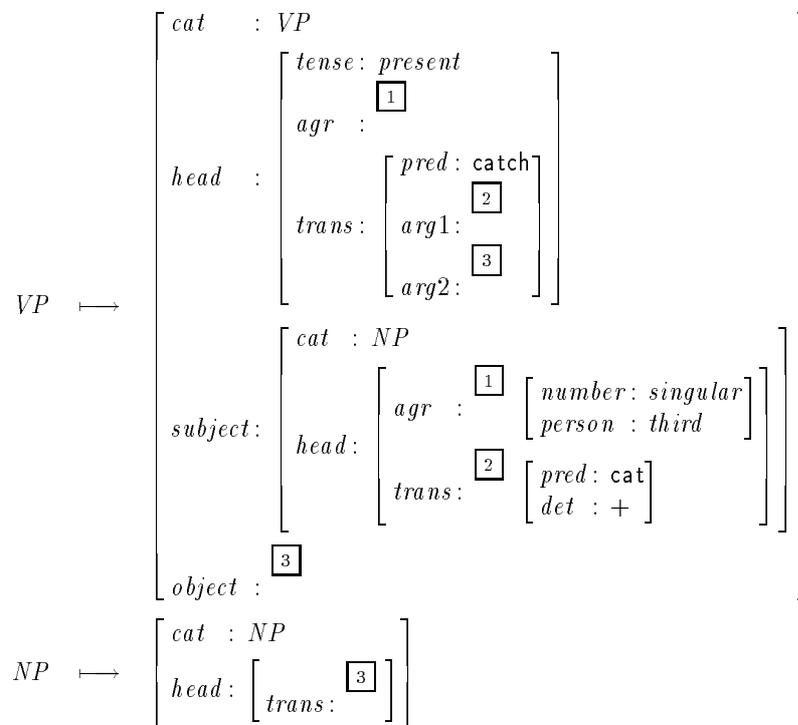 cat : VP
tense : present
1
agr :
head :
pred : catch
2
trans : arg1 :
3
arg2 :
VP ⟼
cat : NP
1 number : singular
agr :
person : third
subject :
head :
2 pred : cat
trans :
det : +
3
object :
cat : NP
3
NP ⟼
head :
trans :